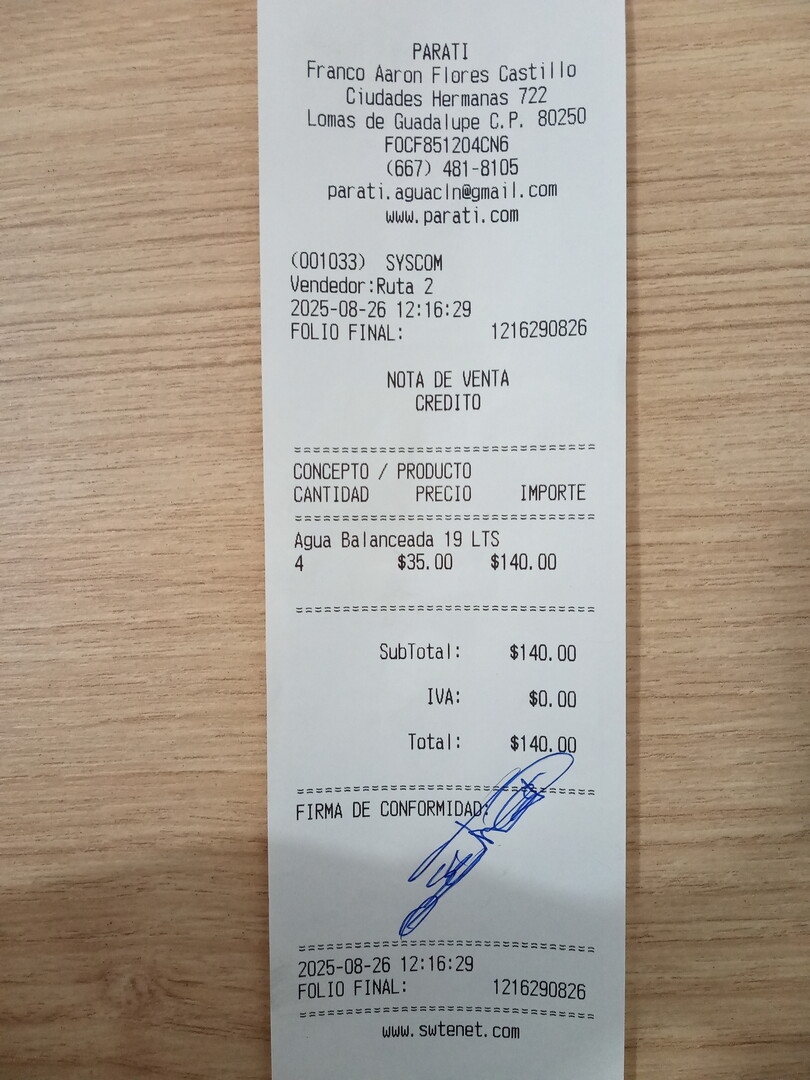 PARATI
Franco Aaron Flores Castillo
Ciudades Hermanas 722
Lomas de Guadalupe C.P. 80250
FOCF851204CN6
(667) 481-8105
parati.aguacln@gmail.com
www.parati.com
(001033) SYSCOM
Vendedor:Ruta 2
2025-08-26 12:16:29
FOLIO FINAL: 1216290826
NOTA DE VENTA
CREDITO
================================
CONCEPTO / PRODUCTO
CANTIDAD PRECIO IMPORTE
================================
Agua Balanceada 19 LTS
4 $35.00 $140.00
================================
SubTotal: $140.00
IVA: $0.00
Total: $140.00
================================
FIRMA DE CONFORMIDAD:
================================
2025-08-26 12:16:29
FOLIO FINAL: 1216290826
================================
www.swtenet.com